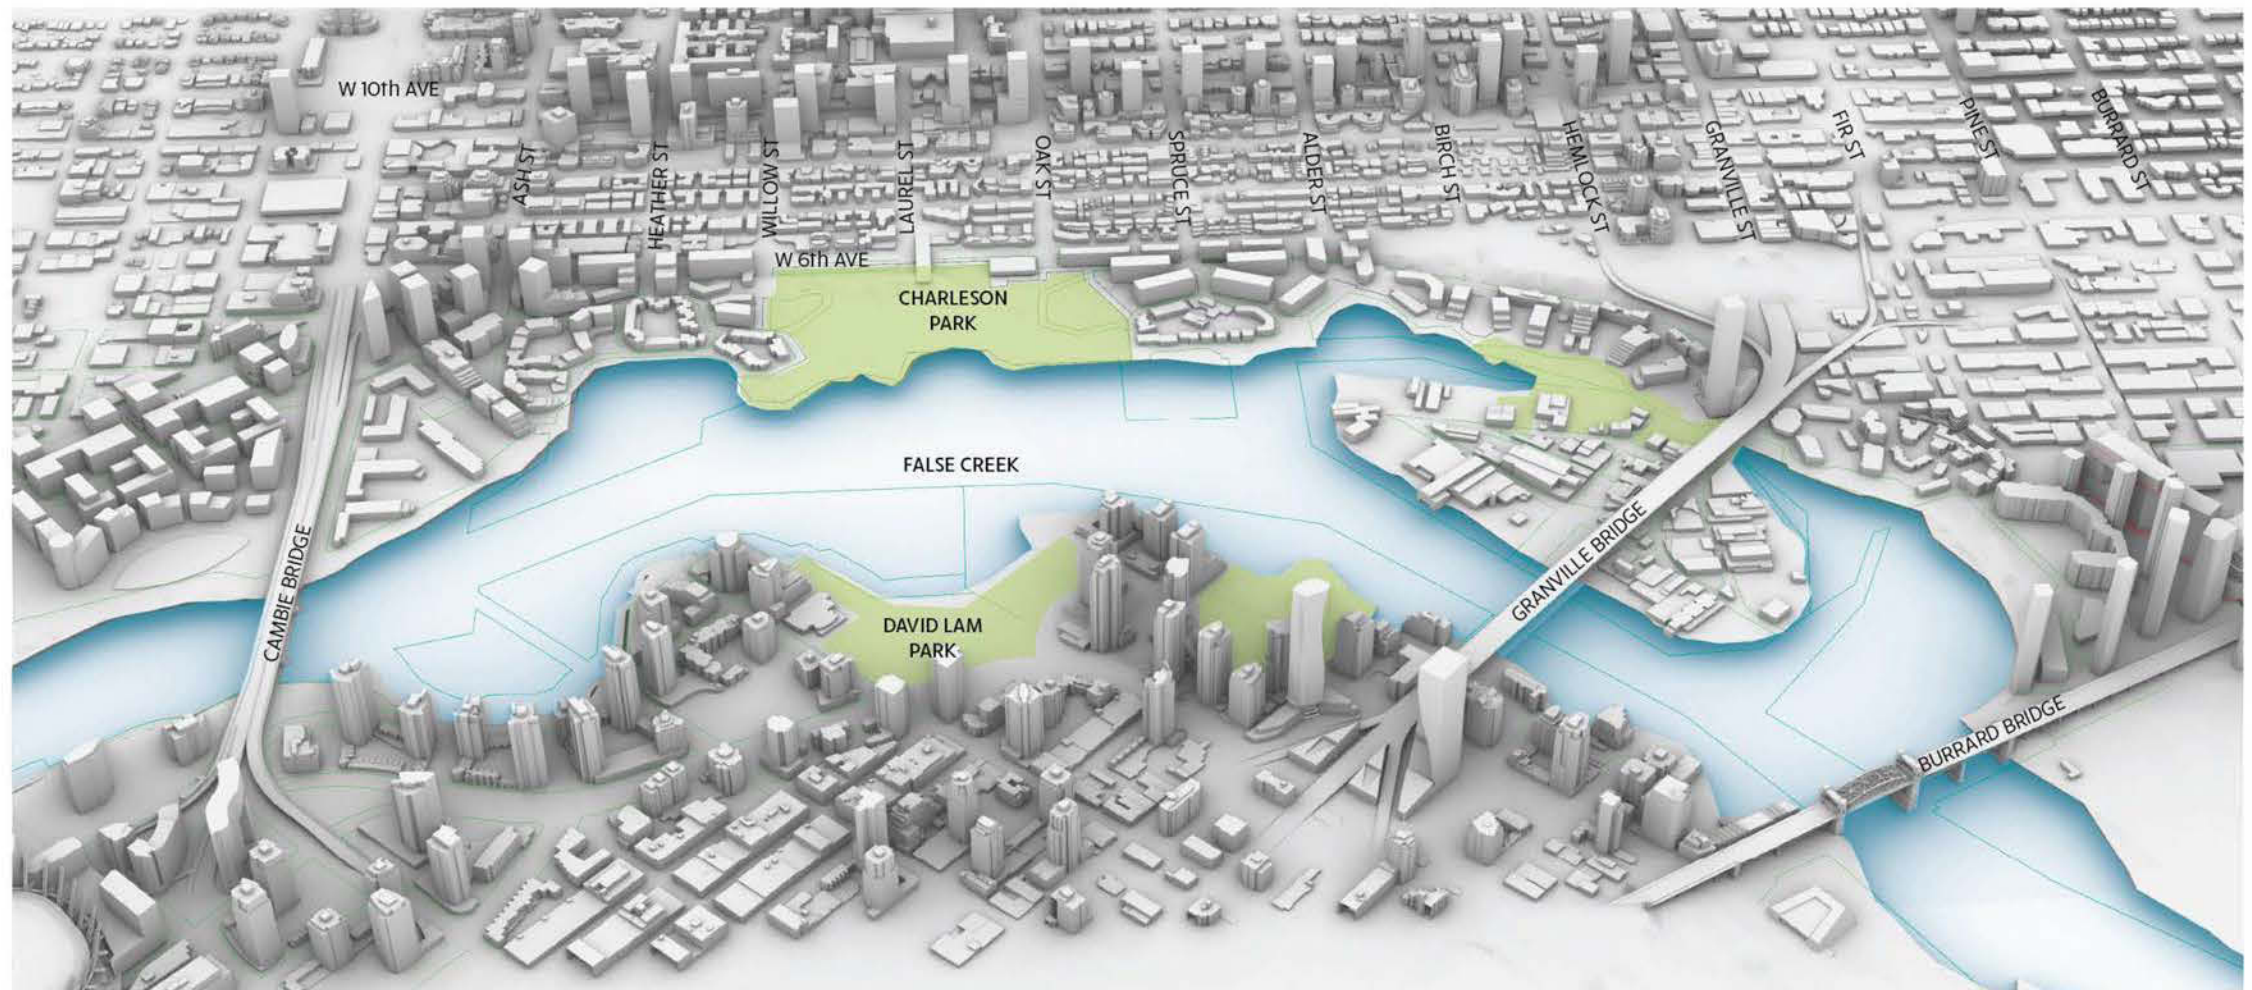 W 10th AVE
ASH ST
HEATHER ST
WILLOW ST
LAUREL ST
OAK ST
SPRUCE ST
ALDER ST
BIRCH ST
HEMLOCK ST
GRANVILLE ST
FIR ST
PINE ST
BURRARD ST
W 6th AVE
CHARLESON
PARK
FALSE CREEK
CAMBIE BRIDGE
GRANVILLE BRIDGE
DAVID LAM
PARK
BURRARD BRIDGE